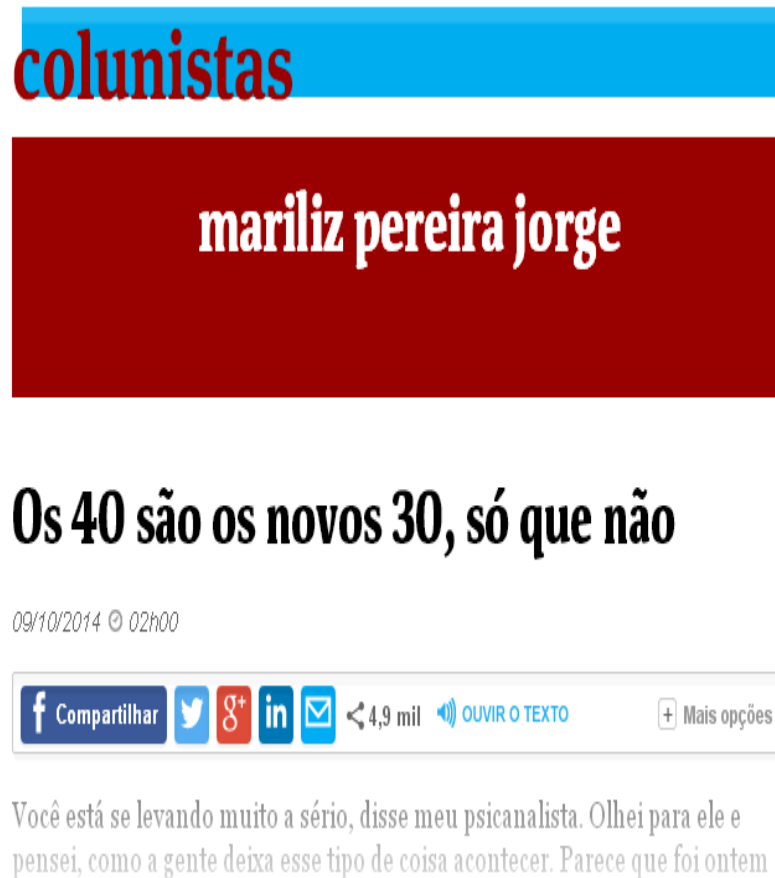 colunistas
mariliz pereira jorge
Os 40 são os novos 30, só que não
09/10/2014 02h00
f Compartilhar g+ in 4,9 mil OUVIR O TEXTO + Mais opções
Você está se levando muito a sério, disse meu psicanalista. Olhei para ele e
pensei, como a gente deixa esse tipo de coisa acontecer. Parece que foi ontem